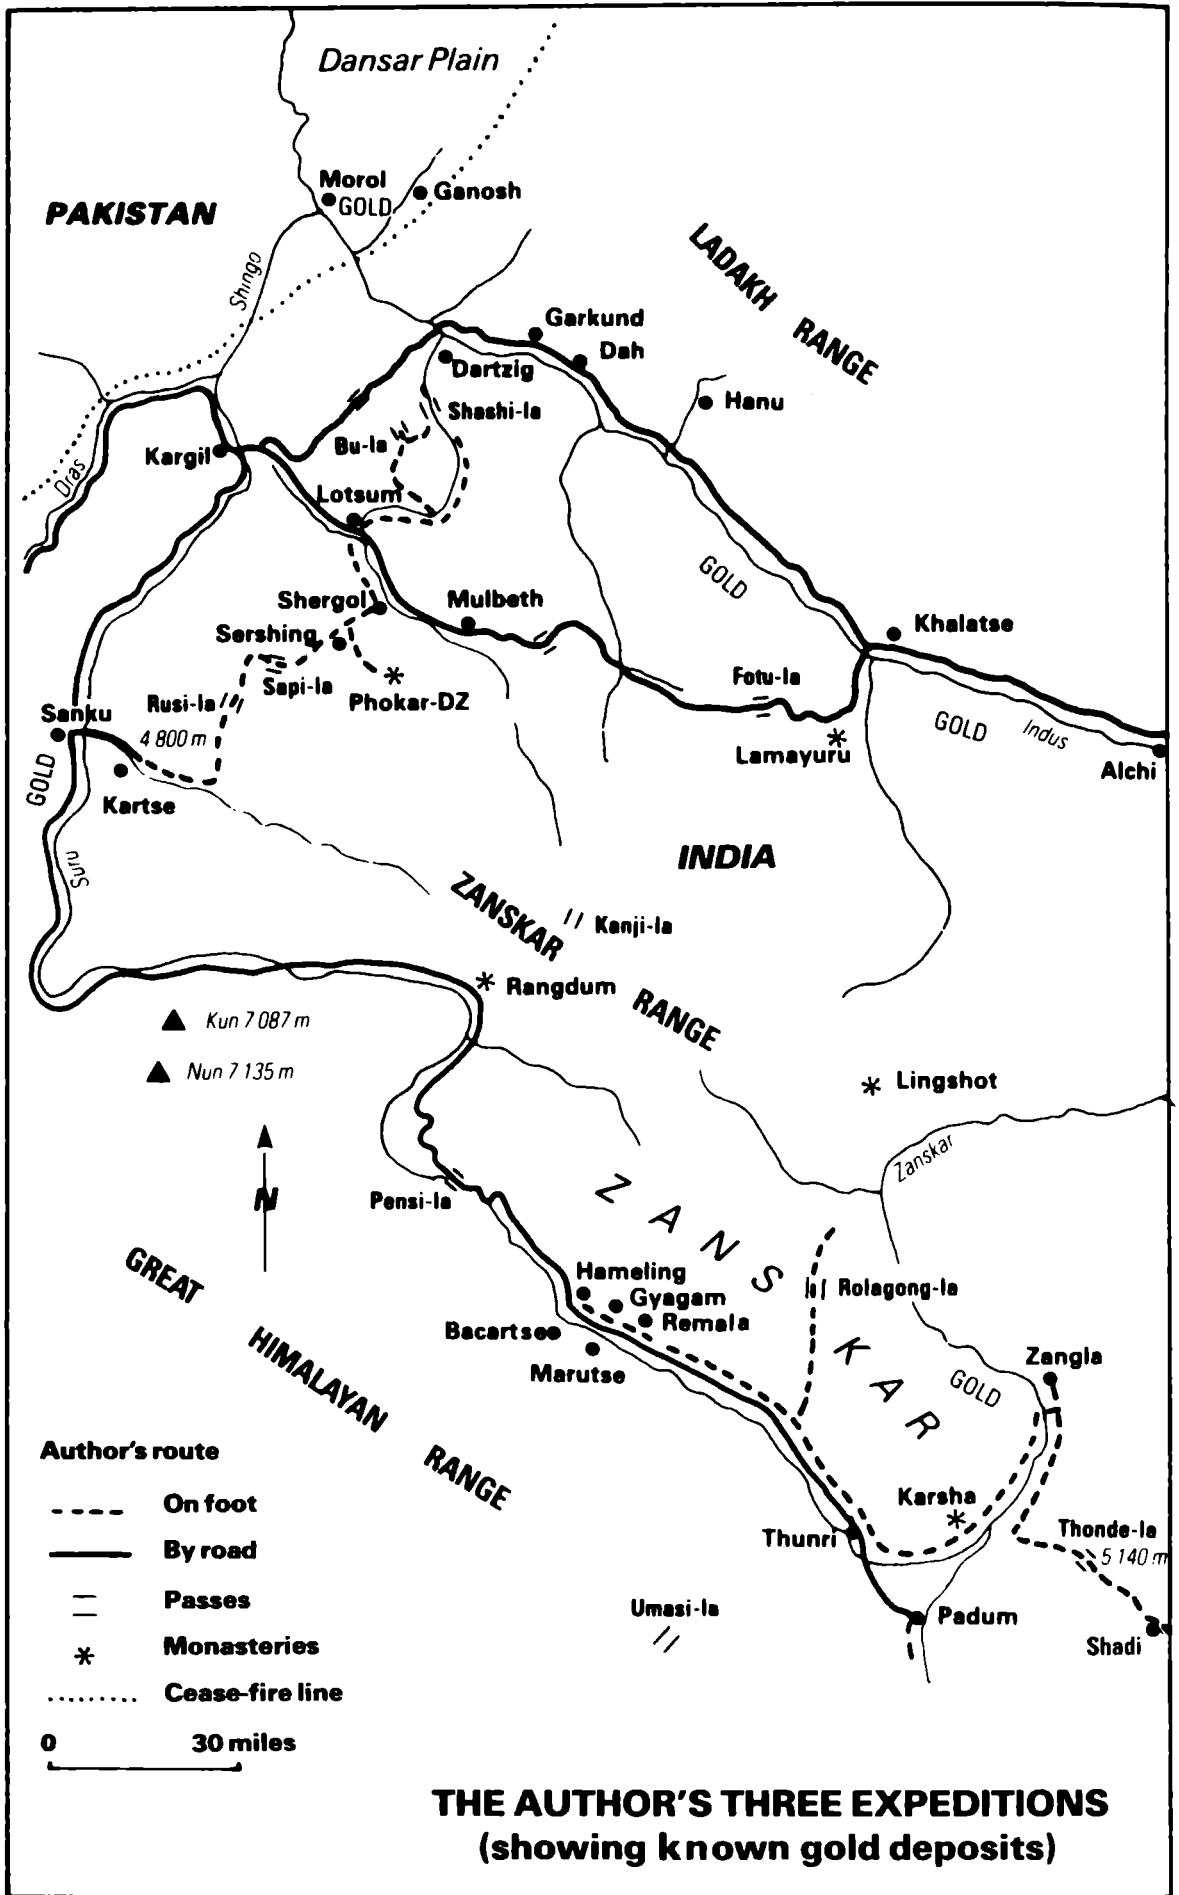 Dansar Plain
Morol
GOLD
Ganosh
PAKISTAN
Shingo
LADAKH RANGE
Garkund
Dah
Dartzig
Hanu
Shashi-la
Bu-la
Kargil
Dras
Lotsum
GOLD
Shergol
Mulbeth
Khalatse
Sershing
Sapi-la
Fotu-la
Rusi-la
Phokar-DZ
Sanku
4 800 m
GOLD
Indus
Lamayuru
Alchi
GOLD
Kartse
Suru
INDIA
ZANSKAR RANGE
Kanji-la
Rangdum
Kun 7 087 m
Nun 7 135 m
Lingshot
Zanskar
N
Pensi-la
ZANSKAR
GREAT HIMALAYAN RANGE
Hameling
Gyagam
Remala
Rolagong-la
Bacartse
Marutse
Zangla
GOLD
Karsha
Thunri
Thonde-la
5 140 m
Umasi-la
Padum
Shadi
Author's route
On foot
By road
Passes
Monasteries
Cease-fire line
0 30 miles
THE AUTHOR'S THREE EXPEDITIONS
(showing known gold deposits)